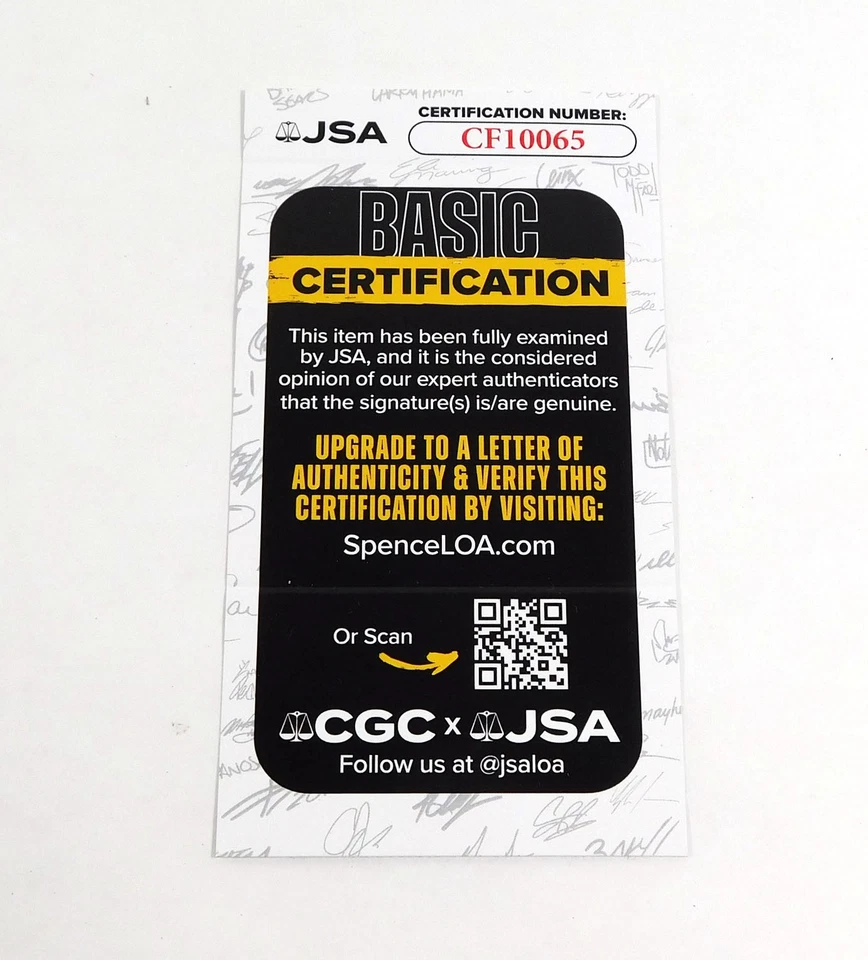 JSA
CERTIFICATION NUMBER:
CF10065
BASIC
CERTIFICATION
This item has been fully examined
by JSA, and it is the considered
opinion of our expert authenticators
that the signature(s) is/are genuine.
UPGRADE TO A LETTER OF
AUTHENTICITY & VERIFY THIS
CERTIFICATION BY VISITING:
SpenceLOA.com
Or Scan
CGC x JSA
Follow us at @jsaloa